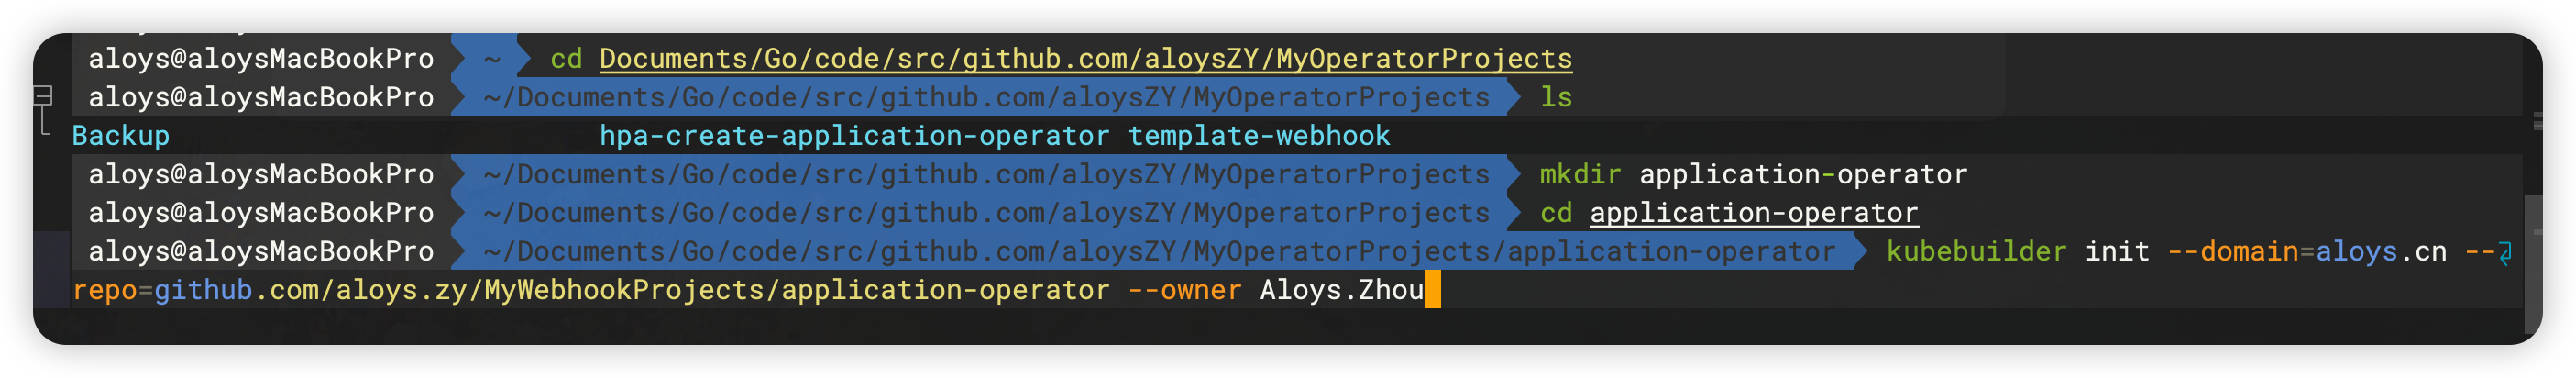 aloys@aloysMacBookPro ~ cd Documents/Go/code/src/github.com/aloysZY/MyOperatorProjects
aloys@aloysMacBookPro ~/Documents/Go/code/src/github.com/aloysZY/MyOperatorProjects ls
Backup hpa-create-application-operator template-webhook
aloys@aloysMacBookPro ~/Documents/Go/code/src/github.com/aloysZY/MyOperatorProjects mkdir application-operator
aloys@aloysMacBookPro ~/Documents/Go/code/src/github.com/aloysZY/MyOperatorProjects cd application-operator
aloys@aloysMacBookPro ~/Documents/Go/code/src/github.com/aloysZY/MyOperatorProjects/application-operator kubebuilder init --domain=aloys.cn --
repo=github.com/aloys.zy/MyWebhookProjects/application-operator --owner Aloys.Zhou